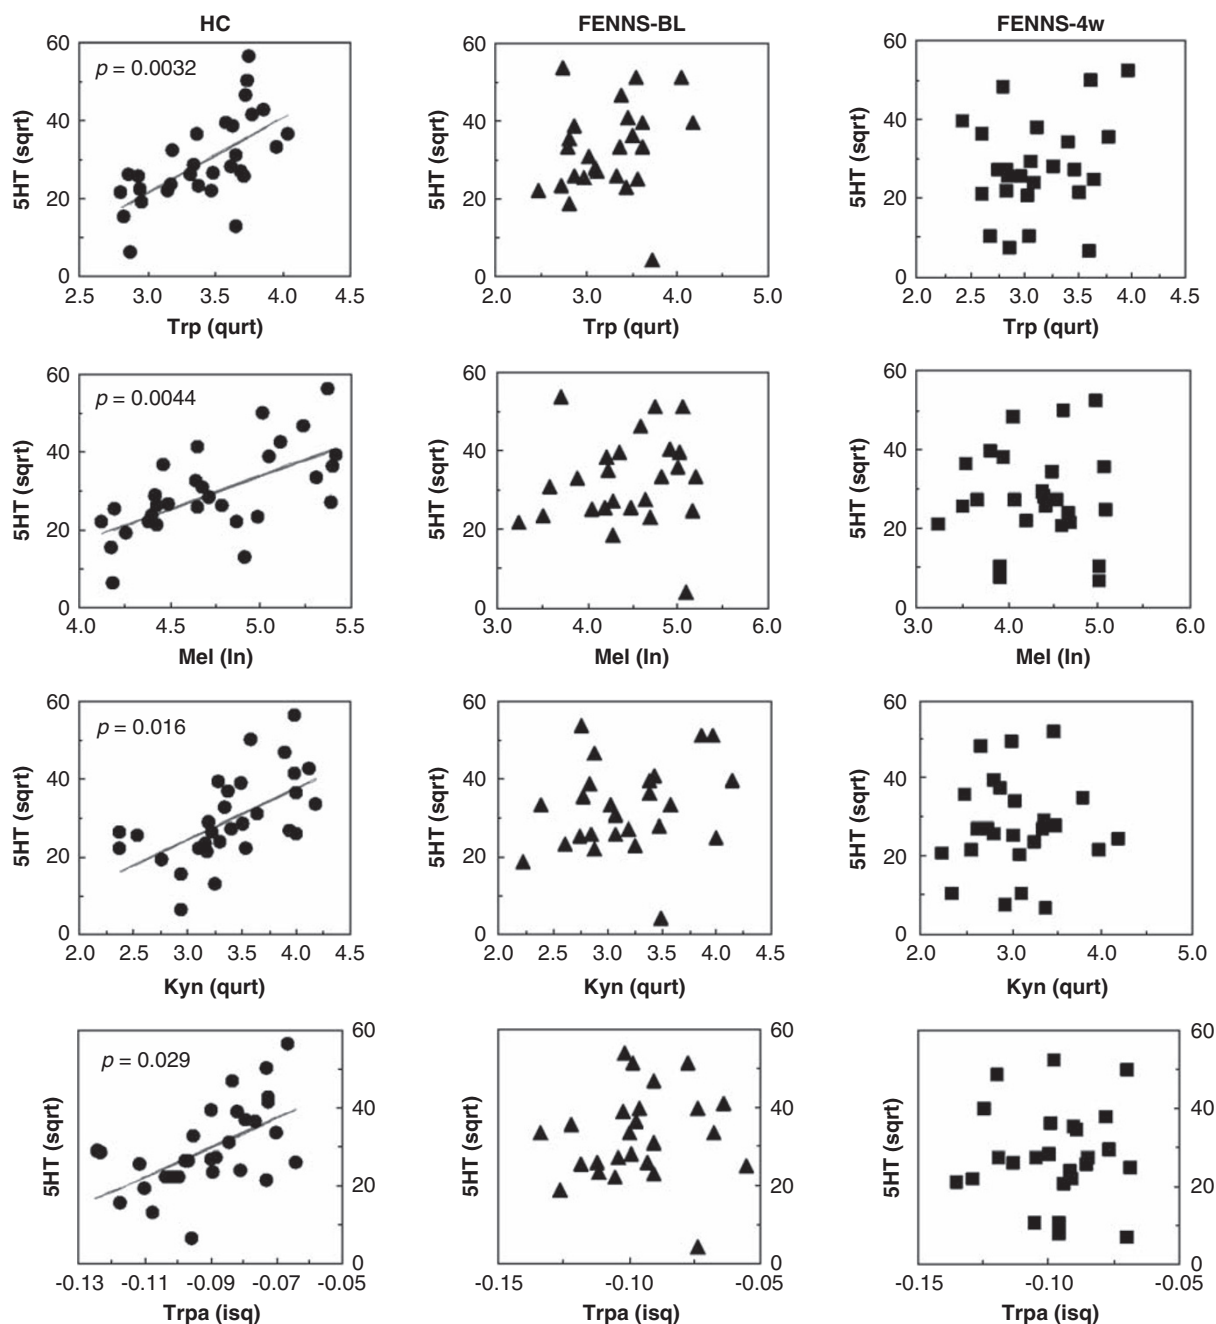 HC FENNS-BL FENNS-4w
60 60 60
p = 0.0032
5HT (sqrt) 5HT (sqrt) 5HT (sqrt)
40 40 40
20 20 20
0 0 0
2.5 3.0 3.5 4.0 4.5 2.0 3.0 4.0 5.0 2.0 2.5 3.0 3.5 4.0 4.5
Trp (qurt) Trp (qurt) Trp (qurt)
60 60 60
p = 0.0044
5HT (sqrt) 5HT (sqrt) 5HT (sqrt)
40 40 40
20 20 20
0 0 0
4.0 4.5 5.0 5.5 3.0 4.0 5.0 6.0 3.0 4.0 5.0 6.0
Mel (ln) Mel (ln) Mel (ln)
60 60 60
p = 0.016
5HT (sqrt) 5HT (sqrt) 5HT (sqrt)
40 40 40
20 20 20
0 0 0
2.0 2.5 3.0 3.5 4.0 4.5 2.0 2.5 3.0 3.5 4.0 4.5 2.0 3.0 4.0 5.0
Kyn (qurt) Kyn (qurt) Kyn (qurt)
60 60 60
p = 0.029
5HT (sqrt) 5HT (sqrt) 5HT (sqrt)
40 40 40
20 20 20
0 0 0
-0.13 -0.11 -0.09 -0.07 -0.05 -0.15 -0.10 -0.05 -0.15 -0.10 -0.05
Trpa (isq) Trpa (isq) Trpa (isq)